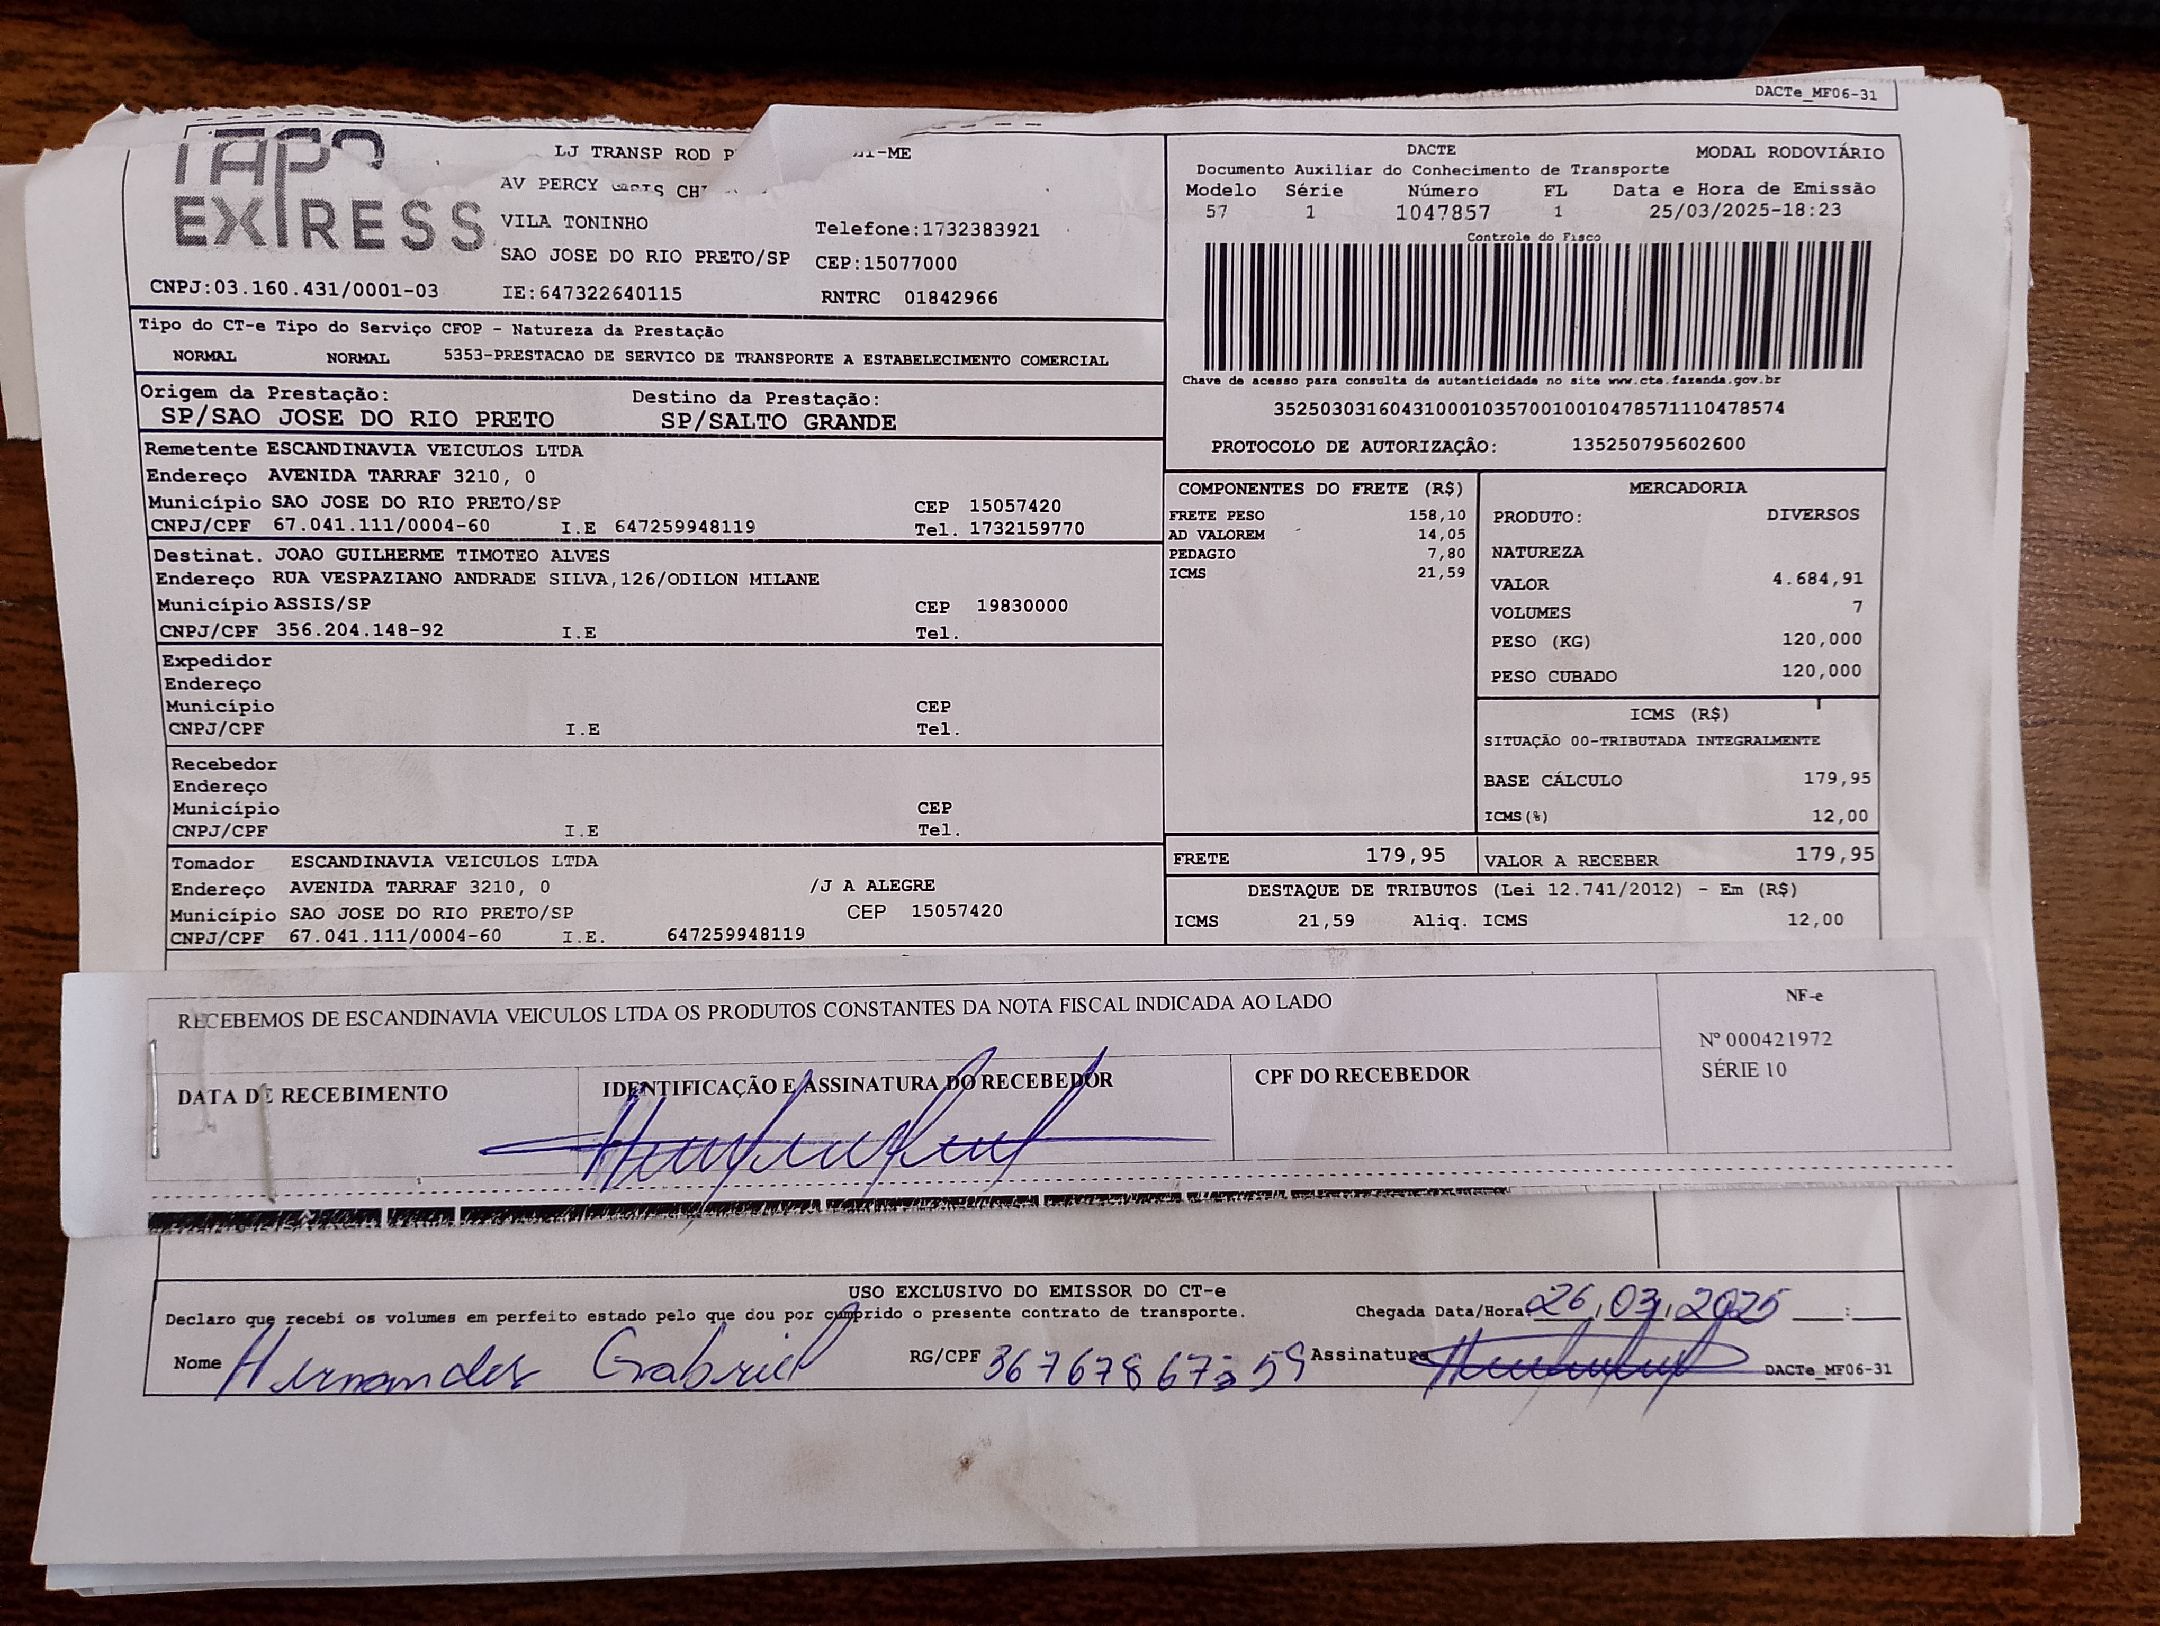 DACTe_MF06-31
TAPO EXPRESS
LJ TRANSP ROD
AV PERCY
VILA TONINHO
Telefone:1732383921
SAO JOSE DO RIO PRETO/SP CEP:15077000
CNPJ:03.160.431/0001-03 IE:647322640115 RNTRC 01842966
DACTE MODAL RODOVIÁRIO
Documento Auxiliar do Conhecimento de Transporte
Modelo Série Número FL Data e Hora de Emissão
57 1 1047857 1 25/03/2025-18:23
Controle do Fisco
Chave de acesso para consulta de autenticidade no site www.cte.fazenda.gov.br
35250303160431000103570010010478571110478574
PROTOCOLO DE AUTORIZAÇÂO: 135250795602600
Tipo do CT-e Tipo do Serviço CFOP - Natureza da Prestação
NORMAL NORMAL 5353-PRESTACAO DE SERVICO DE TRANSPORTE A ESTABELECIMENTO COMERCIAL
Origem da Prestação: Destino da Prestação:
SP/SAO JOSE DO RIO PRETO SP/SALTO GRANDE
Remetente ESCANDINAVIA VEICULOS LTDA
Endereço AVENIDA TARRAF 3210, 0
Município SAO JOSE DO RIO PRETO/SP CEP 15057420
CNPJ/CPF 67.041.111/0004-60 I.E 647259948119 Tel. 1732159770
Destinat. JOAO GUILHERME TIMOTEO ALVES
Endereço RUA VESPAZIANO ANDRADE SILVA,126/ODILON MILANE
Município ASSIS/SP CEP 19830000
CNPJ/CPF 356.204.148-92 I.E Tel.
Expedidor
Endereço
Município CEP
CNPJ/CPF I.E Tel.
Recebedor
Endereço
Município CEP
CNPJ/CPF I.E Tel.
Tomador ESCANDINAVIA VEICULOS LTDA
Endereço AVENIDA TARRAF 3210, 0 /J A ALEGRE
Município SAO JOSE DO RIO PRETO/SP CEP 15057420
CNPJ/CPF 67.041.111/0004-60 I.E. 647259948119
COMPONENTES DO FRETE (R$)
FRETE PESO 158,10
AD VALOREM 14,05
PEDAGIO 7,80
ICMS 21,59
MERCADORIA
PRODUTO: DIVERSOS
NATUREZA
VALOR 4.684,91
VOLUMES 7
PESO (KG) 120,000
PESO CUBADO 120,000
ICMS (R$)
SITUAÇÃO 00-TRIBUTADA INTEGRALMENTE
BASE CÁLCULO 179,95
ICMS(%) 12,00
FRETE 179,95 VALOR A RECEBER 179,95
DESTAQUE DE TRIBUTOS (Lei 12.741/2012) - Em (R$)
ICMS 21,59 Aliq. ICMS 12,00
RECEBEMOS DE ESCANDINAVIA VEICULOS LTDA OS PRODUTOS CONSTANTES DA NOTA FISCAL INDICADA AO LADO
NF-e
Nº 000421972
SÉRIE 10
DATA DE RECEBIMENTO IDENTIFICAÇÃO E ASSINATURA DO RECEBEDOR CPF DO RECEBEDOR
USO EXCLUSIVO DO EMISSOR DO CT-e
Declaro que recebi os volumes em perfeito estado pelo que dou por cumprido o presente contrato de transporte. Chegada Data/Hora: 26/03/2025 __:__
Nome Hernandes Gabriel RG/CPF Assinatura DACTe_MF06-31